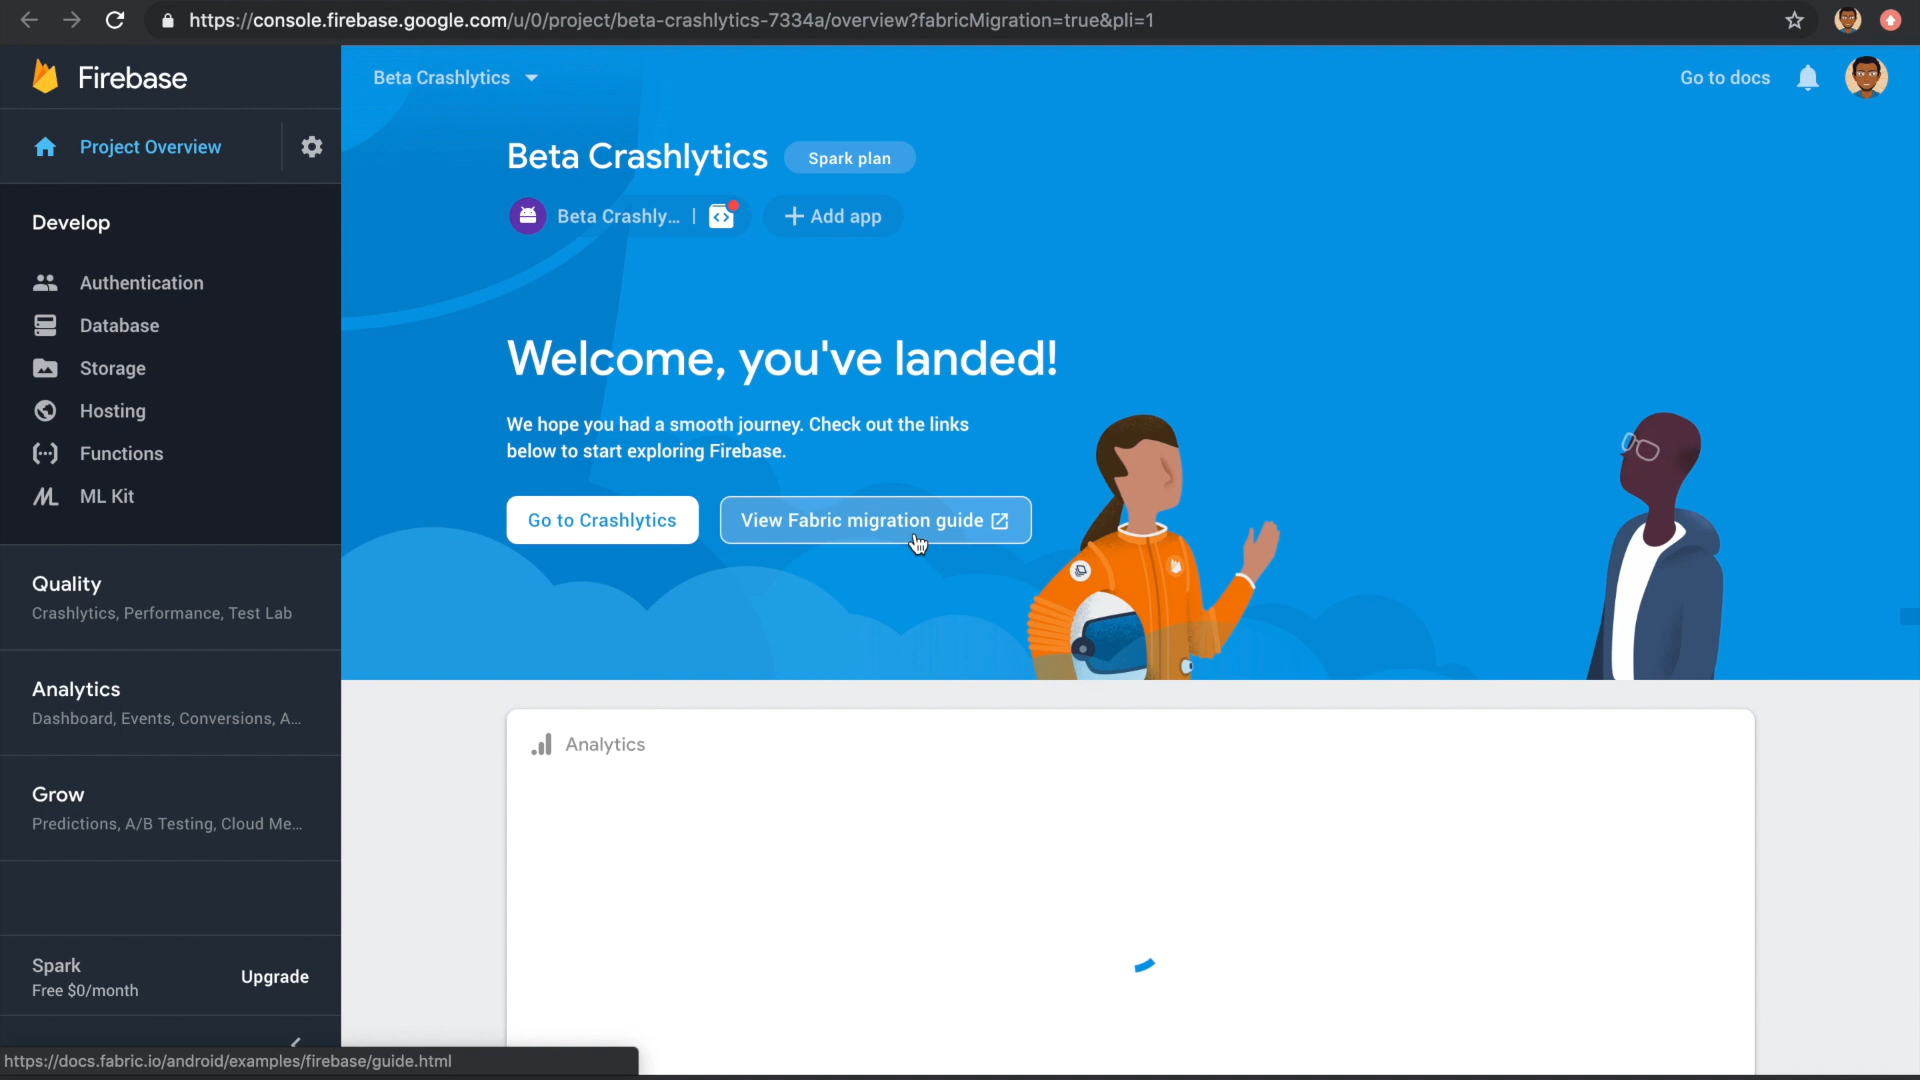 https://console.firebase.google.com/u/0/project/beta-crashlytics-7334a/overview?fabricMigration=true&pli=1
Firebase
Beta Crashlytics
Go to docs
Project Overview
Beta Crashlytics
Spark plan
Beta Crashly...
Add app
Develop
Authentication
Database
Storage
Hosting
Functions
ML Kit
Welcome, you've landed!
We hope you had a smooth journey. Check out the links
below to start exploring Firebase.
Go to Crashlytics
View Fabric migration guide
Quality
Crashlytics, Performance, Test Lab
Analytics
Dashboard, Events, Conversions, A...
Grow
Predictions, A/B Testing, Cloud Me...
Analytics
Spark
Free $0/month
Upgrade
https://docs.fabric.io/android/examples/firebase/guide.html